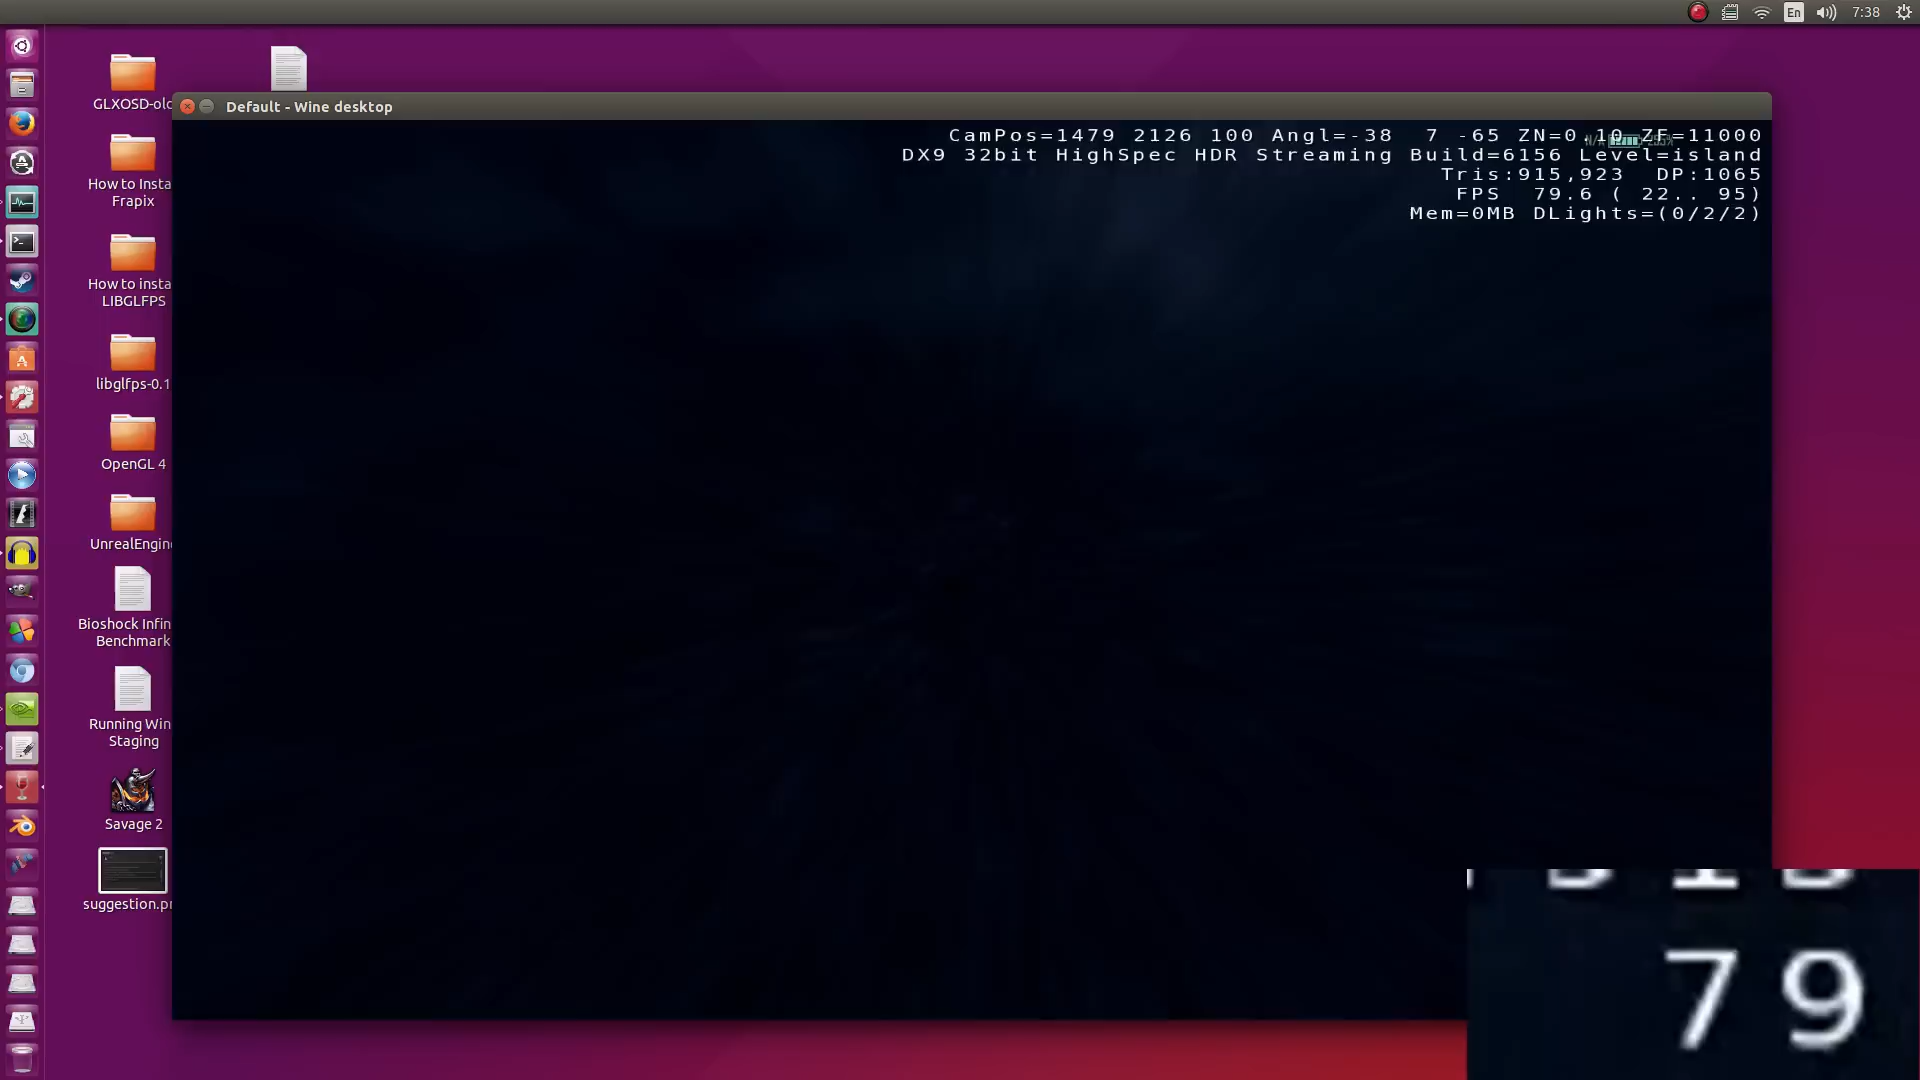 En
7:38
GLXOSD-old
How to Insta
Frapix
How to insta
LIBGLFPS
libglfps-0.1
OpenGL 4
UnrealEngin
Bioshock Infin
Benchmark
Running Win
Staging
Savage 2
suggestion.pn
Default - Wine desktop
CamPos=1479 2126 100 Angl=-38 7 -65 ZN=0.10 ZF=11000
DX9 32bit HighSpec HDR Streaming Build=6156 Level=island
Tris:915,923 DP:1065
FPS 79.6 ( 22.. 95)
Mem=0MB DLights=(0/2/2)
79